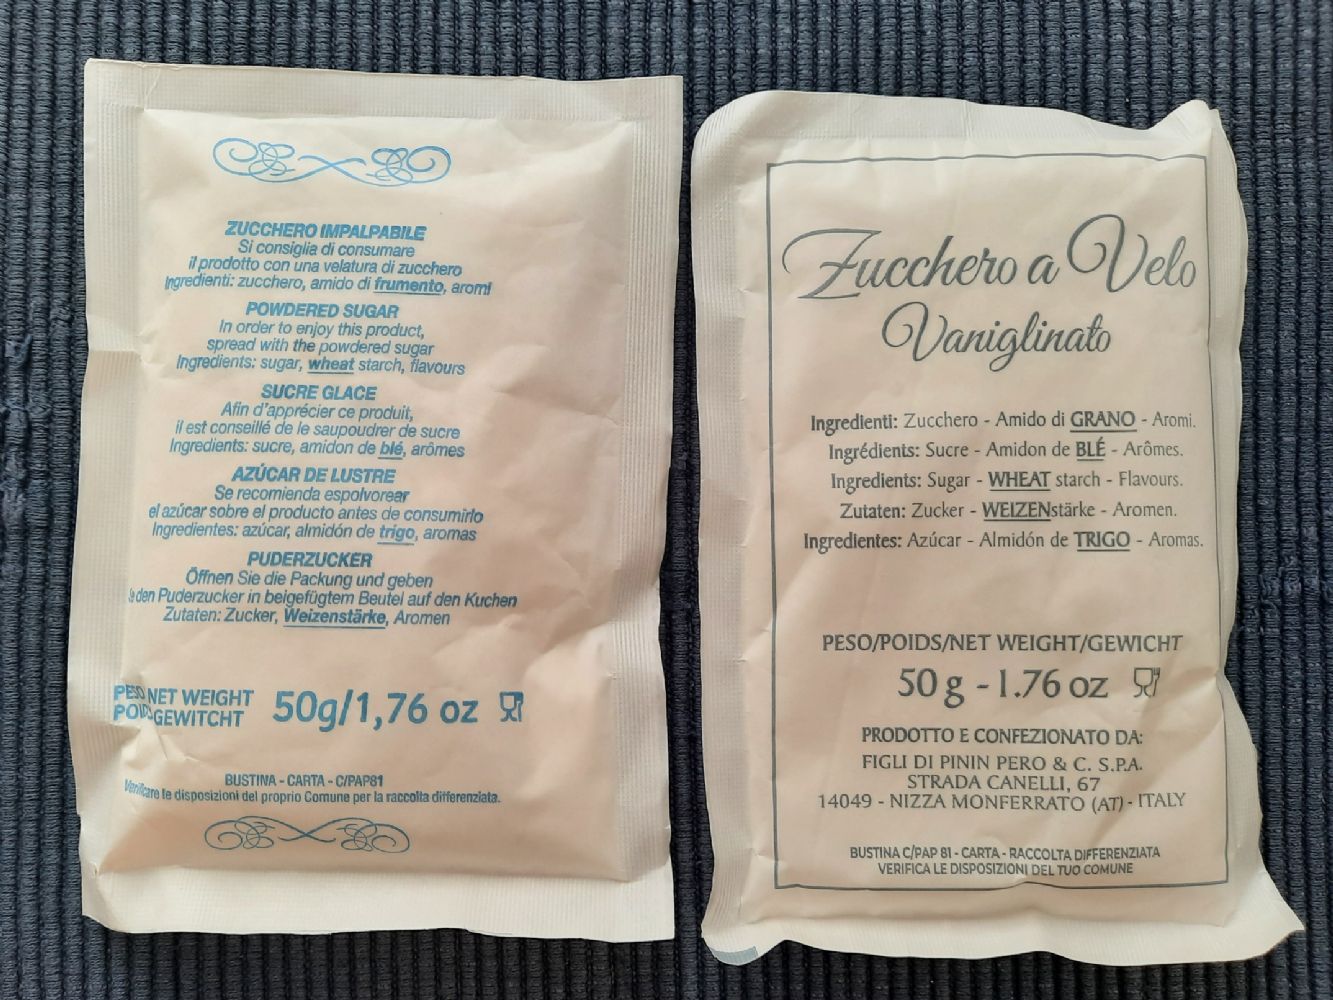 ZUCCHERO IMPALPABILE
Si consiglia di consumare
il prodotto con una velatura di zucchero
Ingredienti: zucchero, amido di frumento, aromi
POWDERED SUGAR
In order to enjoy this product,
spread with the powdered sugar
Ingredients: sugar, wheat starch, flavours
SUCRE GLACE
Afin d'apprécier ce produit,
il est conseillé de le saupoudrer de sucre
Ingredients: sucre, amidon de blé, arômes
AZÚCAR DE LUSTRE
Se recomienda espolvorear
el azúcar sobre el producto antes de consumirlo
Ingredientes: azúcar, almidón de trigo, aromas
PUDERZUCKER
Öffnen Sie die Packung und geben
den Puderzucker in beigefügtem Beutel auf den Kuchen
Zutaten: Zucker, Weizenstärke, Aromen
PESO NET WEIGHT
POIDS GEWITCHT
50g/1,76 oz
BUSTINA - CARTA - C/PAP81
Verificare le disposizioni del proprio Comune per la raccolta differenziata.
Zucchero a Velo
Vaniglinato
Ingredienti: Zucchero - Amido di GRANO - Aromi.
Ingrédients: Sucre - Amidon de BLÉ - Arômes.
Ingredients: Sugar - WHEAT starch - Flavours.
Zutaten: Zucker - WEIZENstärke - Aromen.
Ingredientes: Azúcar - Almidón de TRIGO - Aromas.
PESO/POIDS/NET WEIGHT/GEWICHT
50 g - 1.76 oz
PRODOTTO E CONFEZIONATO DA:
FIGLI DI PININ PERO & C. S.P.A.
STRADA CANELLI, 67
14049 - NIZZA MONFERRATO (AT) - ITALY
BUSTINA C/PAP 81 - CARTA - RACCOLTA DIFFERENZIATA
VERIFICA LE DISPOSIZIONI DEL TUO COMUNE